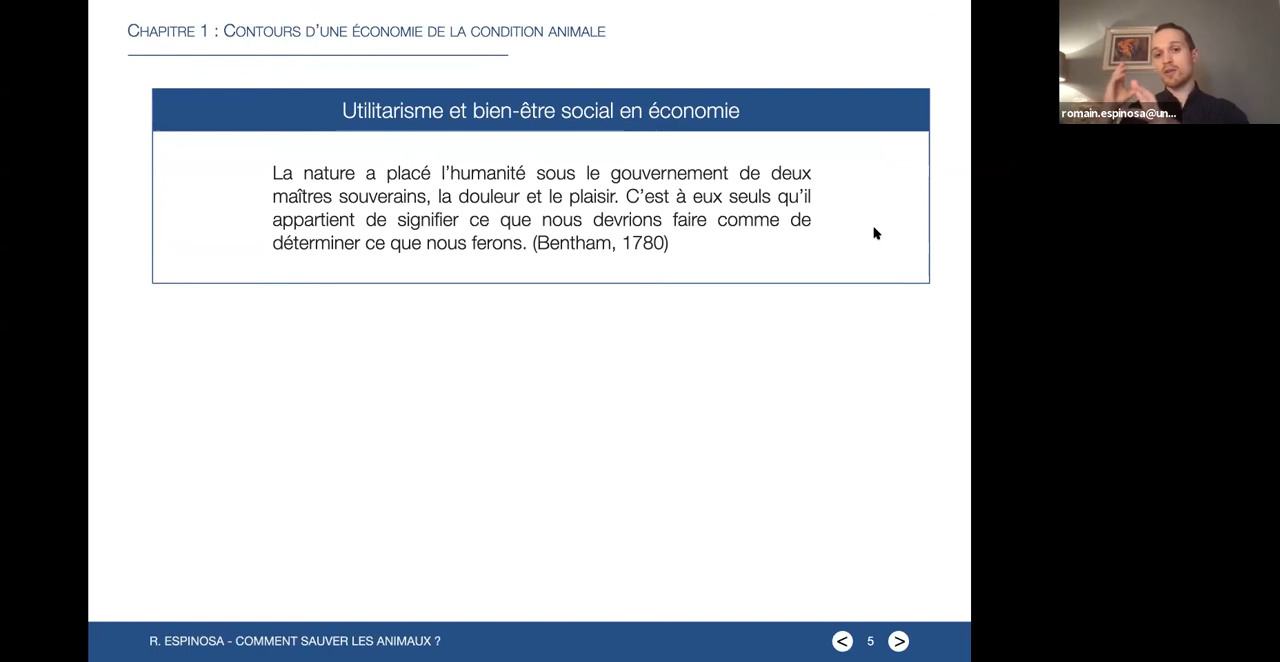 CHAPITRE 1 : CONTOURS D'UNE ÉCONOMIE DE LA CONDITION ANIMALE
Utilitarisme et bien-être social en économie
La nature a placé l'humanité sous le gouvernement de deux
maîtres souverains, la douleur et le plaisir. C'est à eux seuls qu'il
appartient de signifier ce que nous devrions faire comme de
déterminer ce que nous ferons. (Bentham, 1780)
romain.espinosa@un...
R. ESPINOSA - COMMENT SAUVER LES ANIMAUX ?
< 5 >